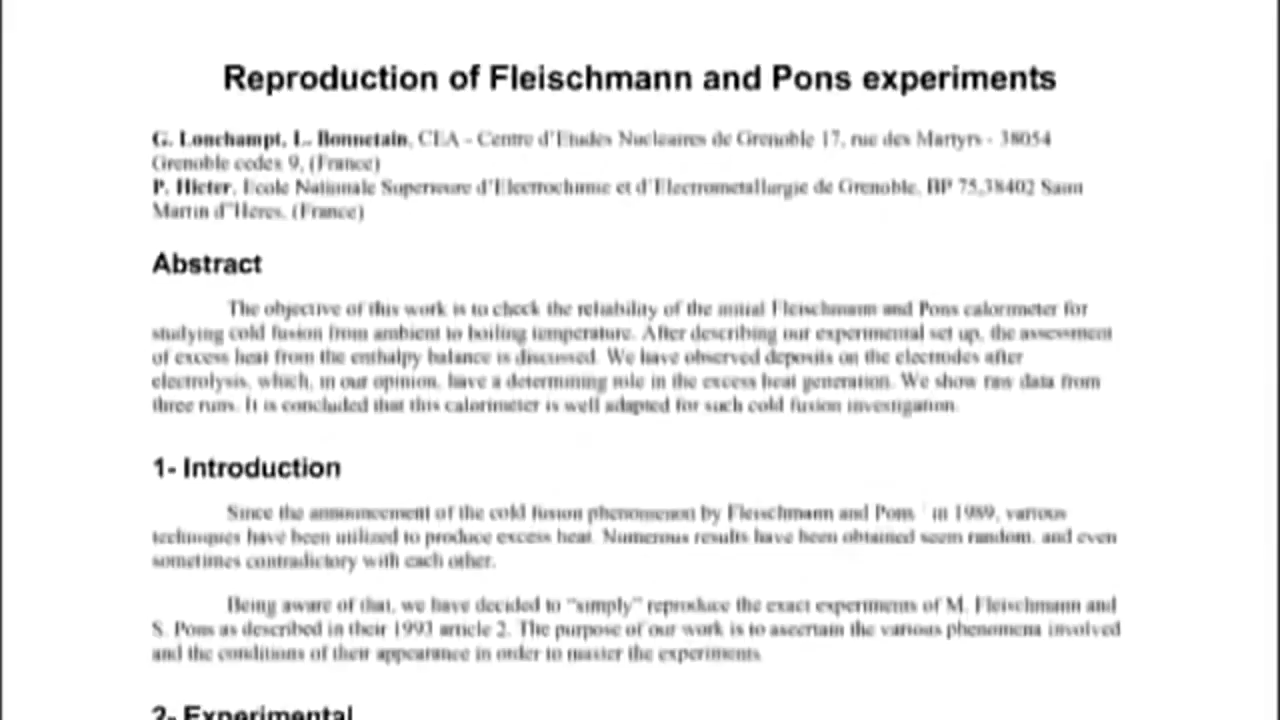 Reproduction of Fleischmann and Pons experiments
G. Lonchampt, L. Bonnetain, CEA - Centre d'Etudes Nucleaires de Grenoble 17, rue des Martyrs - 38054
Grenoble cedex 9, (France)
P. Hicter, Ecole Nationale Superieure d'Electrochimie et d'Electrometallurgie de Grenoble, BP 75,38402 Saint
Martin d'Heres, (France)
Abstract
The objective of this work is to check the reliability of the initial Fleischmann and Pons calorimeter for
studying cold fusion from ambient to boiling temperature. After describing our experimental set up, the assessment
of excess heat from the enthalpy balance is discussed. We have observed deposits on the electrodes after
electrolysis, which, in our opinion, have a determining role in the excess heat generation. We show raw data from
three runs. It is concluded that this calorimeter is well adapted for such cold fusion investigation.
1- Introduction
Since the announcement of the cold fusion phenomenon by Fleischmann and Pons in 1989, various
techniques have been utilized to produce excess heat. Numerous results have been obtained seem random, and even
sometimes contradictory with each other.
Being aware of that, we have decided to "simply" reproduce the exact experiments of M. Fleischmann and
S. Pons as described in their 1993 article 2. The purpose of our work is to ascertain the various phenomena involved
and the conditions of their appearance in order to master the experiments.
2- Experimental